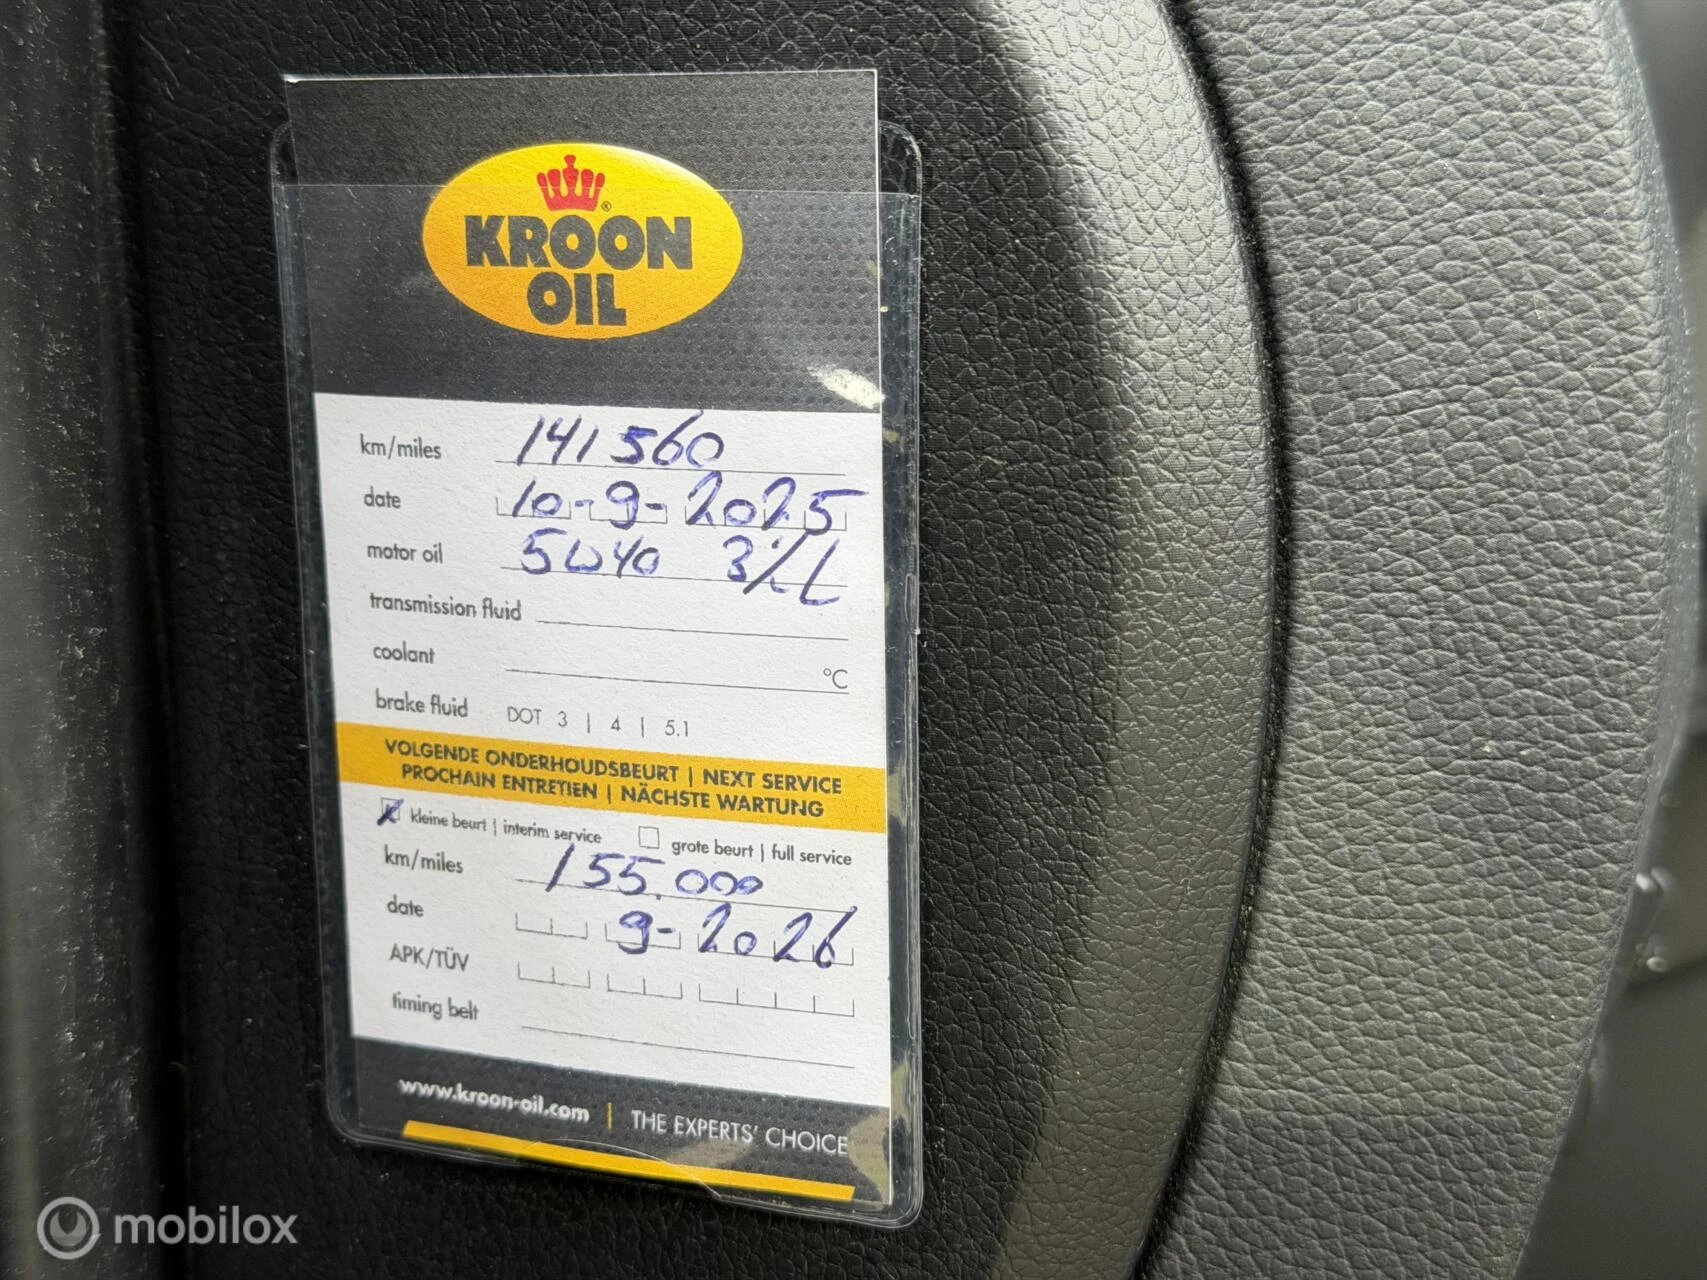 KROON
OIL
km/miles 141560
date 10-9-2025
motor oil 5W40
transmission fluid
coolant °C
brake fluid DOT 3 | 4 | 5.1
VOLGENDE ONDERHOUDSBEURT | NEXT SERVICE
PROCHAIN ENTRETIEN | NÄCHSTE WARTUNG
kleine beurt | interim service grote beurt | full service
km/miles 155.000
date 9-2026
APK/TÜV
timing belt
www.kroon-oil.com | THE EXPERTS' CHOICE
mobilox